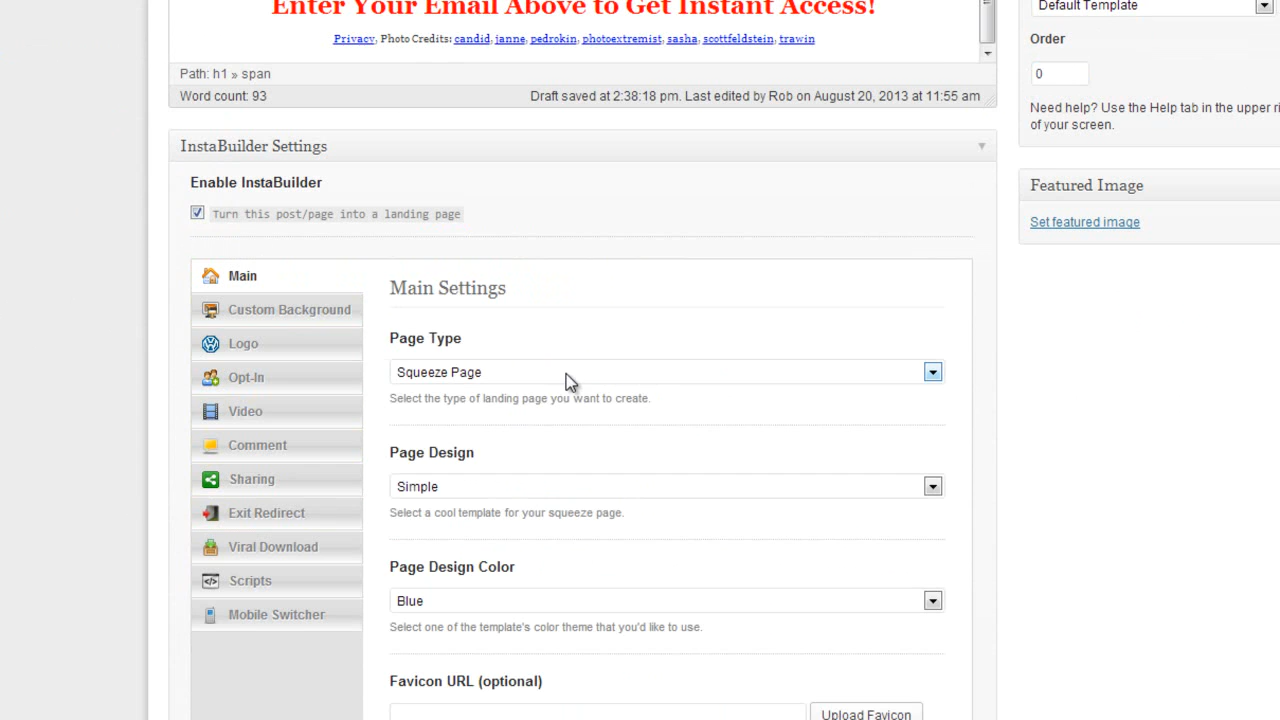 Enter Your Email Above to Get Instant Access!
Privacy, Photo Credits: candid, janne, pedrokin, photoextremist, sasha, scottfeldstein, trawin
Path: h1 » span
Word count: 93
Draft saved at 2:38:18 pm. Last edited by Rob on August 20, 2013 at 11:55 am
Default Template
Order
0
Need help? Use the Help tab in the upper
of your screen.
Featured Image
Set featured image
InstaBuilder Settings
Enable InstaBuilder
Turn this post/page into a landing page
Main
Custom Background
Logo
Opt-In
Video
Comment
Sharing
Exit Redirect
Viral Download
Scripts
Mobile Switcher
Main Settings
Page Type
Squeeze Page
Select the type of landing page you want to create.
Page Design
Simple
Select a cool template for your squeeze page.
Page Design Color
Blue
Select one of the template's color theme that you'd like to use.
Favicon URL (optional)
Upload Favicon